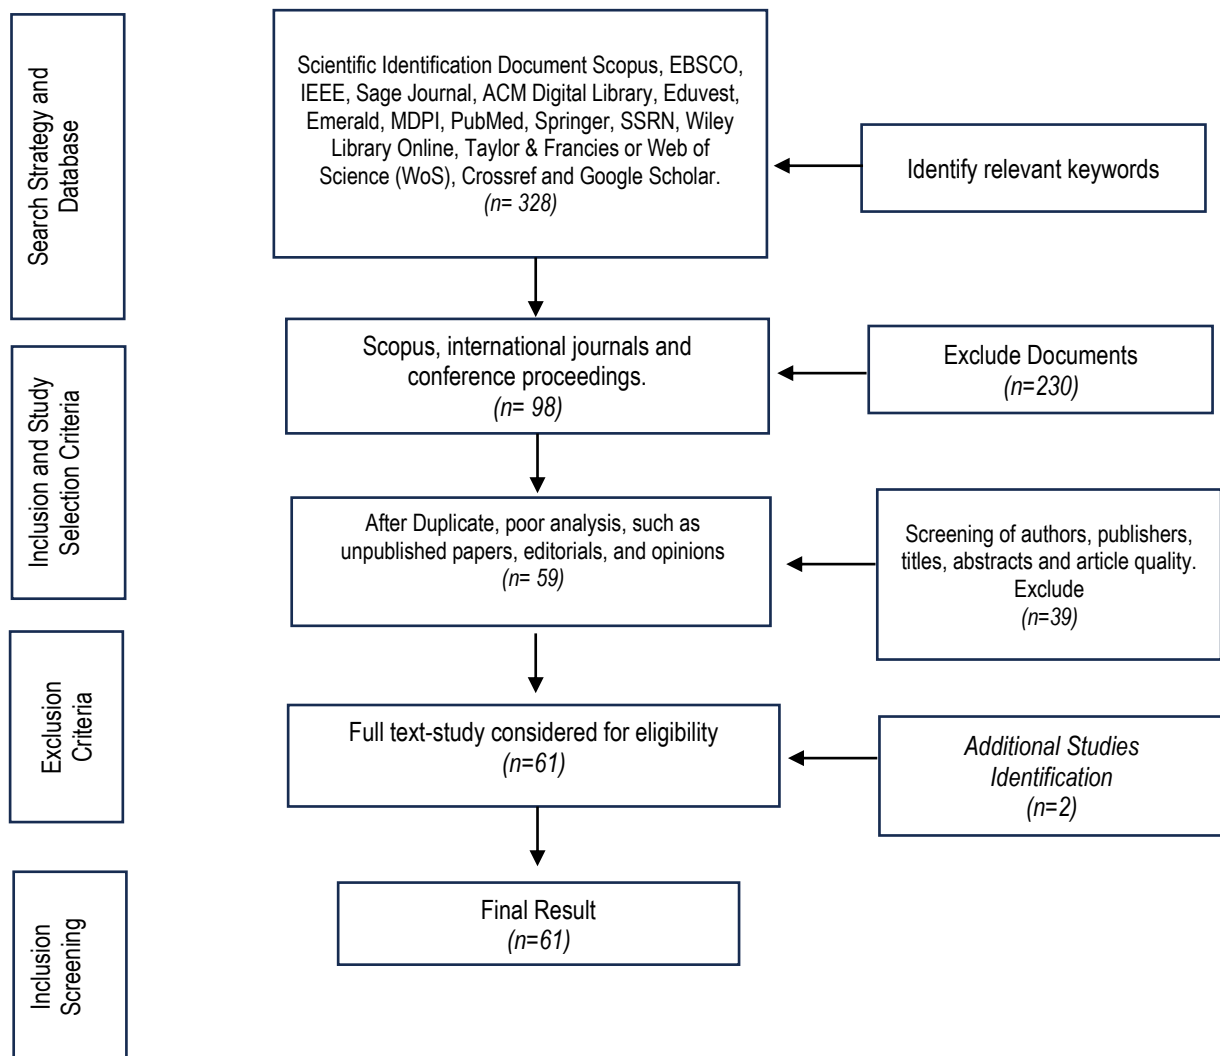 Search Strategy and
Database
Scientific Identification Document Scopus, EBSCO,
IEEE, Sage Journal, ACM Digital Library, Eduvest,
Emerald, MDPI, PubMed, Springer, SSRN, Wiley
Library Online, Taylor & Francies or Web of
Science (WoS), Crossref and Google Scholar.
(n= 328)
Identify relevant keywords
Inclusion and Study
Selection Criteria
Scopus, international journals and
conference proceedings.
(n= 98)
Exclude Documents
(n=230)
After Duplicate, poor analysis, such as
unpublished papers, editorials, and opinions
(n= 59)
Screening of authors, publishers,
titles, abstracts and article quality.
Exclude
(n=39)
Exclusion
Criteria
Full text-study considered for eligibility
(n=61)
Additional Studies
Identification
(n=2)
Inclusion
Screening
Final Result
(n=61)